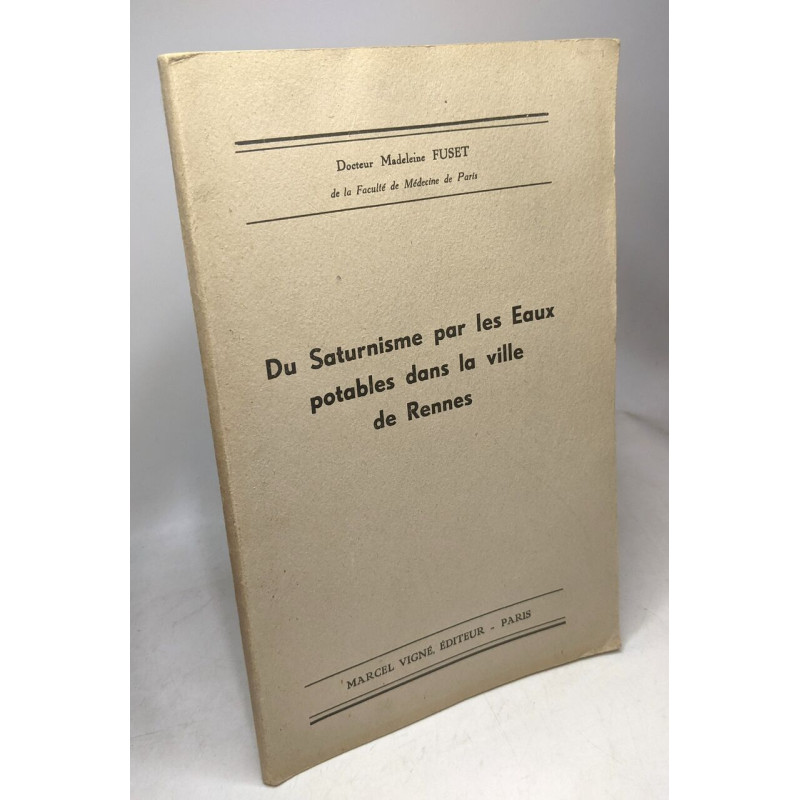 Docteur Madeleine FUSET
de la Faculté de Médecine de Paris
Du Saturnisme par les Eaux
potables dans la ville
de Rennes
MARCEL VIGNÉ, ÉDITEUR - PARIS